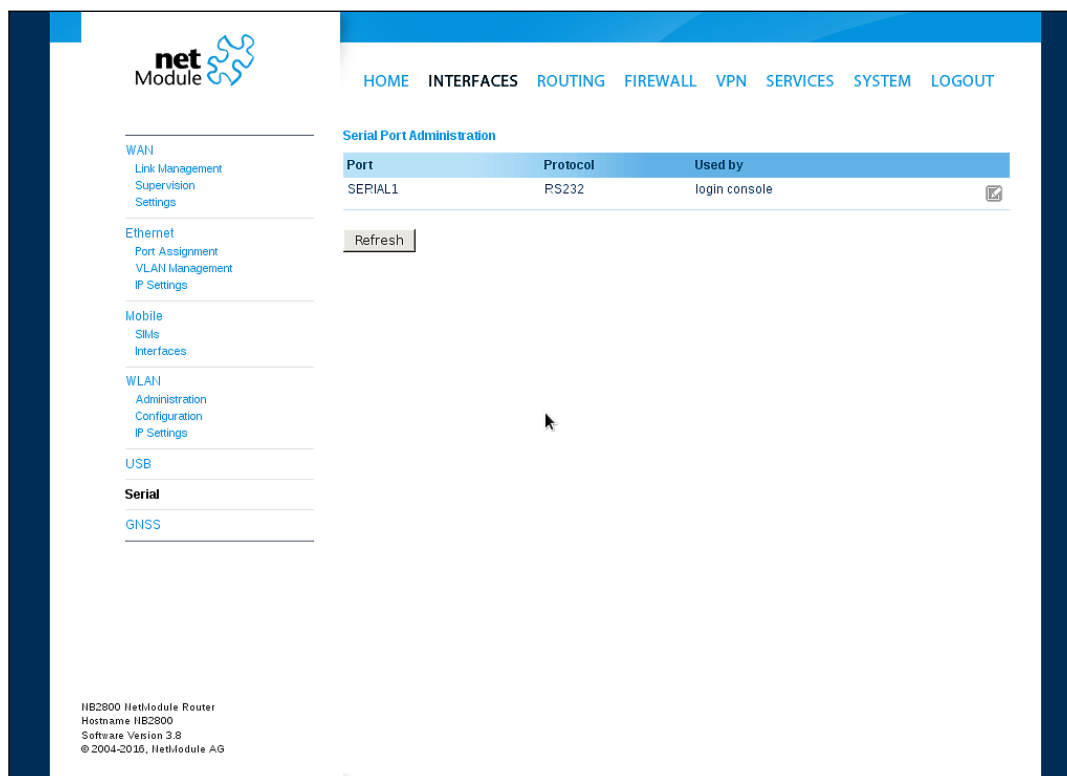 net
Module
HOME INTERFACES ROUTING FIREWALL VPN SERVICES SYSTEM LOGOUT
WAN
Link Management
Supervision
Settings
Ethernet
Port Assignment
VLAN Management
IP Settings
Mobile
SIMs
Interfaces
WLAN
Administration
Configuration
IP Settings
USB
Serial
GNSS
Serial Port Administration
Port Protocol Used by
SERIAL1 RS232 login console
Refresh
NB2800 NetModule Router
Hostname NB2800
Software Version 3.8
© 2004-2016, NetModule AG